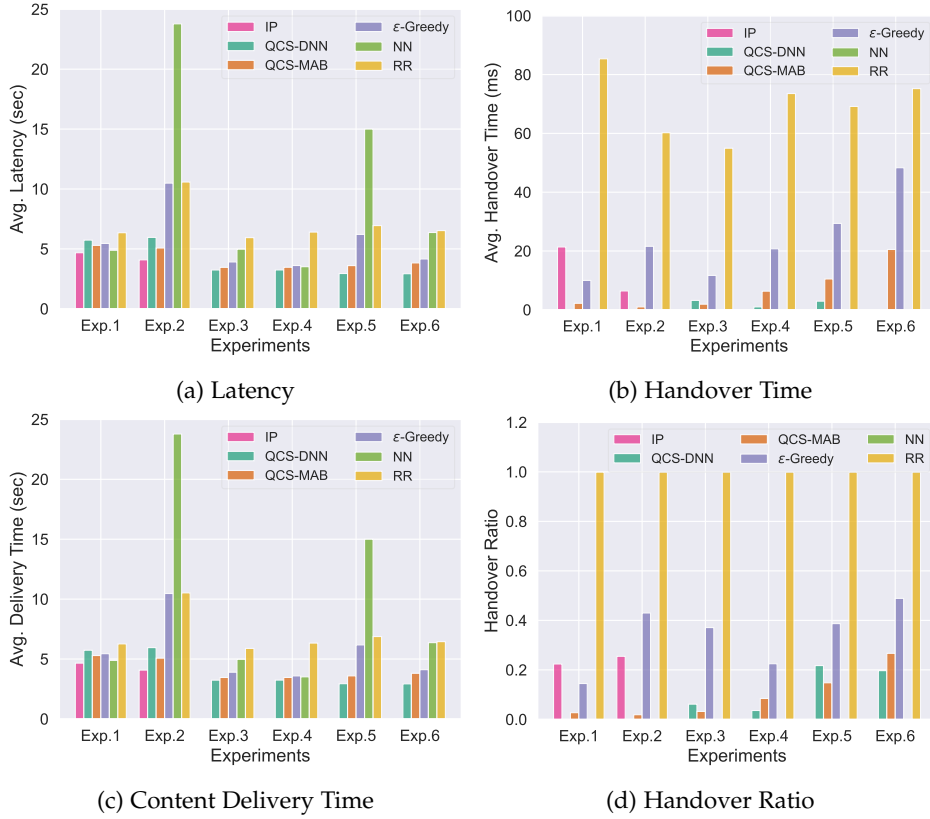 25
20
15
10
5
0
Avg. Latency (sec)
IP
QCS-DNN
QCS-MAB
ε-Greedy
NN
RR
Exp.1 Exp.2 Exp.3 Exp.4 Exp.5 Exp.6
Experiments
(a) Latency
100
80
60
40
20
0
Avg. Handover Time (ms)
IP
QCS-DNN
QCS-MAB
ε-Greedy
NN
RR
Exp.1 Exp.2 Exp.3 Exp.4 Exp.5 Exp.6
Experiments
(b) Handover Time
25
20
15
10
5
0
Avg. Delivery Time (sec)
IP
QCS-DNN
QCS-MAB
ε-Greedy
NN
RR
Exp.1 Exp.2 Exp.3 Exp.4 Exp.5 Exp.6
Experiments
(c) Content Delivery Time
1.2
1.0
0.8
0.6
0.4
0.2
0.0
Handover Ratio
IP
QCS-DNN
QCS-MAB
ε-Greedy
NN
RR
Exp.1 Exp.2 Exp.3 Exp.4 Exp.5 Exp.6
Experiments
(d) Handover Ratio